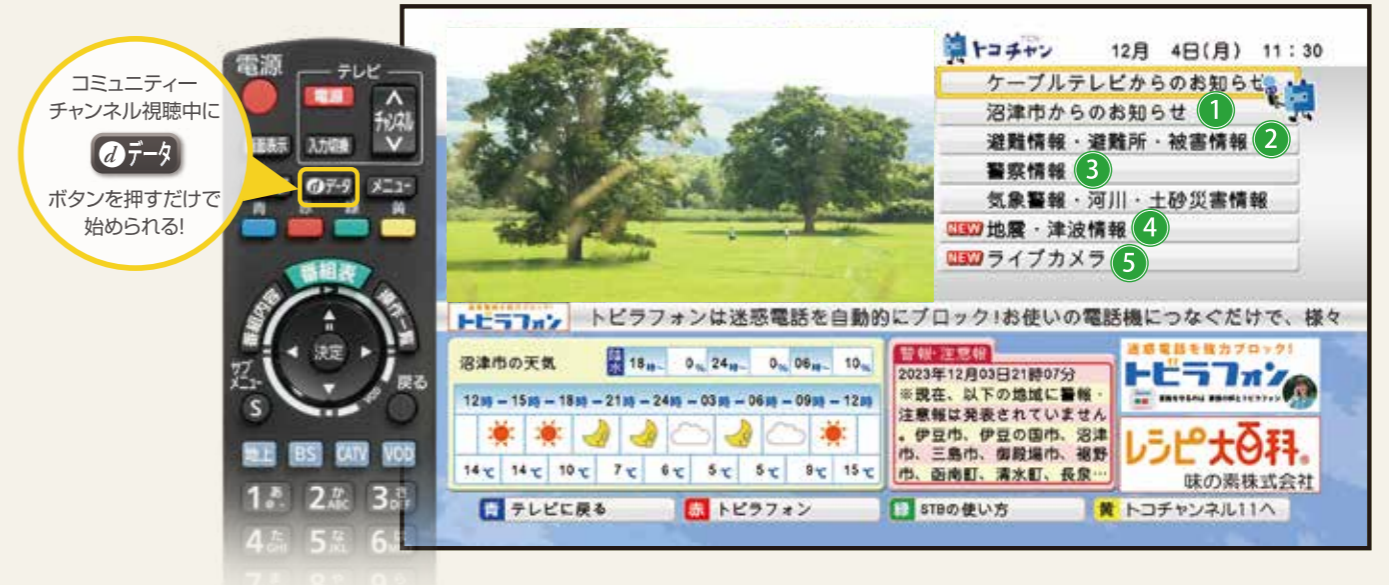 コミュニティー
チャンネル視聴中に
dデータ
ボタンを押すだけで
始められる!
電源
テレビ
電源
チャンネル
画面表示
入力切換
dデータ
メニュー
青
赤
緑
黄
番組表
番組内容
操作一覧
決定
サブメニュー
S
戻る
VOD
地上
BS
CATV
VOD
1 あ
2 か ABC
3 さ DEF
4 た GHI
5 な JKL
6
トコチャン
12月 4日(月) 11:30
ケーブルテレビからのお知らせ
沼津市からのお知らせ 1
避難情報・避難所・被害情報 2
警察情報 3
気象警報・河川・土砂災害情報
NEW 地震・津波情報 4
NEW ライブカメラ 5
トビラフォン トビラフォンは迷惑電話を自動的にブロック!お使いの電話機につなぐだけで、様々
沼津市の天気 降水 18時~ 0% 24時~ 0% 06時~ 10%
12時-15時-18時-21時-24時-03時-06時-09時-12時
14℃ 14℃ 10℃ 7℃ 6℃ 5℃ 5℃ 9℃ 15℃
警報・注意報
2023年12月03日21時07分
※現在、以下の地域に警報・
注意報は発表されていません
。伊豆市、伊豆の国市、沼津
市、三島市、御殿場市、裾野
市、函南町、清水町、長泉…
迷惑電話を強力ブロック!
トビラフォン
レシピ大百科。
味の素株式会社
青 テレビに戻る
赤 トビラフォン
緑 STBの使い方
黄 トコチャンネル11へ